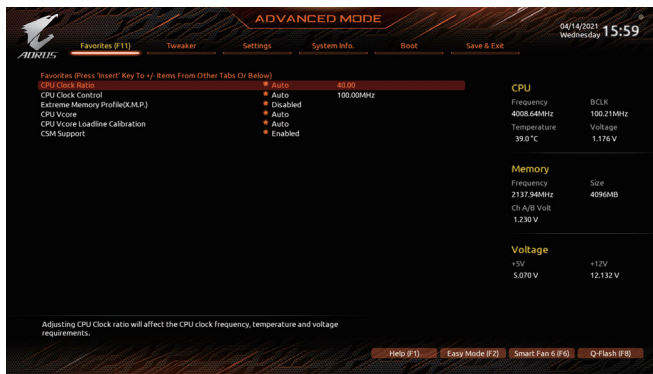 ADVANCED MODE
04/14/2021
Wednesday 15:59
AORUS
Favorites (F11) Tweaker Settings System Info. Boot Save & Exit
Favorites (Press 'Insert' Key To +/- Items From Other Tabs Or Below)
CPU Clock Ratio Auto 40.00
CPU Clock Control Auto 100.00MHz
Extreme Memory Profile(X.M.P.) Disabled
CPU Vcore Auto
CPU Vcore Loadline Calibration Auto
CSM Support Enabled
CPU
Frequency BCLK
4008.64MHz 100.21MHz
Temperature Voltage
39.0 °C 1.176 V
Memory
Frequency Size
2137.94MHz 4096MB
Ch A/B Volt
1.230 V
Voltage
+5V +12V
5.070 V 12.132 V
Adjusting CPU Clock ratio will affect the CPU clock frequency, temperature and voltage
requirements.
Help (F1) Easy Mode (F2) Smart Fan 6 (F6) Q-Flash (F8)